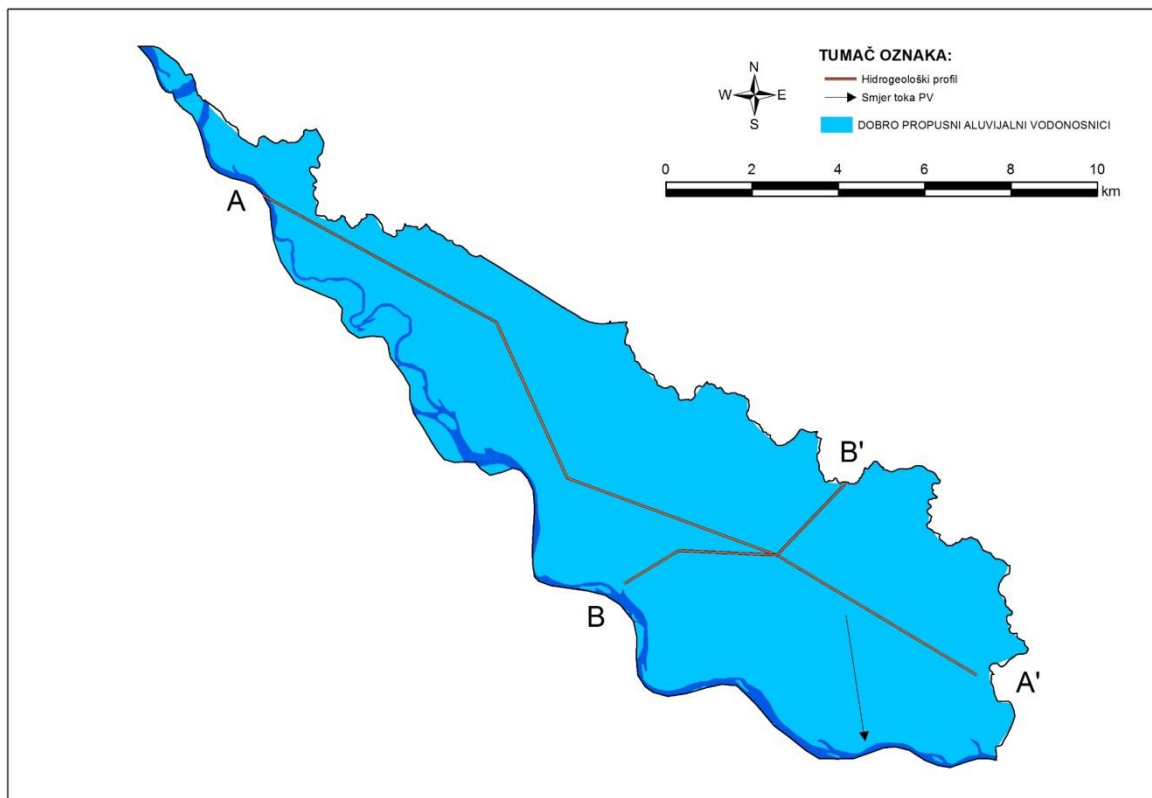 TUMAČ OZNAKA:
Hidrogeološki profil
Smjer toka PV
DOBRO PROPUSNI ALUVIJALNI VODONOSNICI
N
W E
S
0 2 4 6 8 10
km
A
B'
B
A'